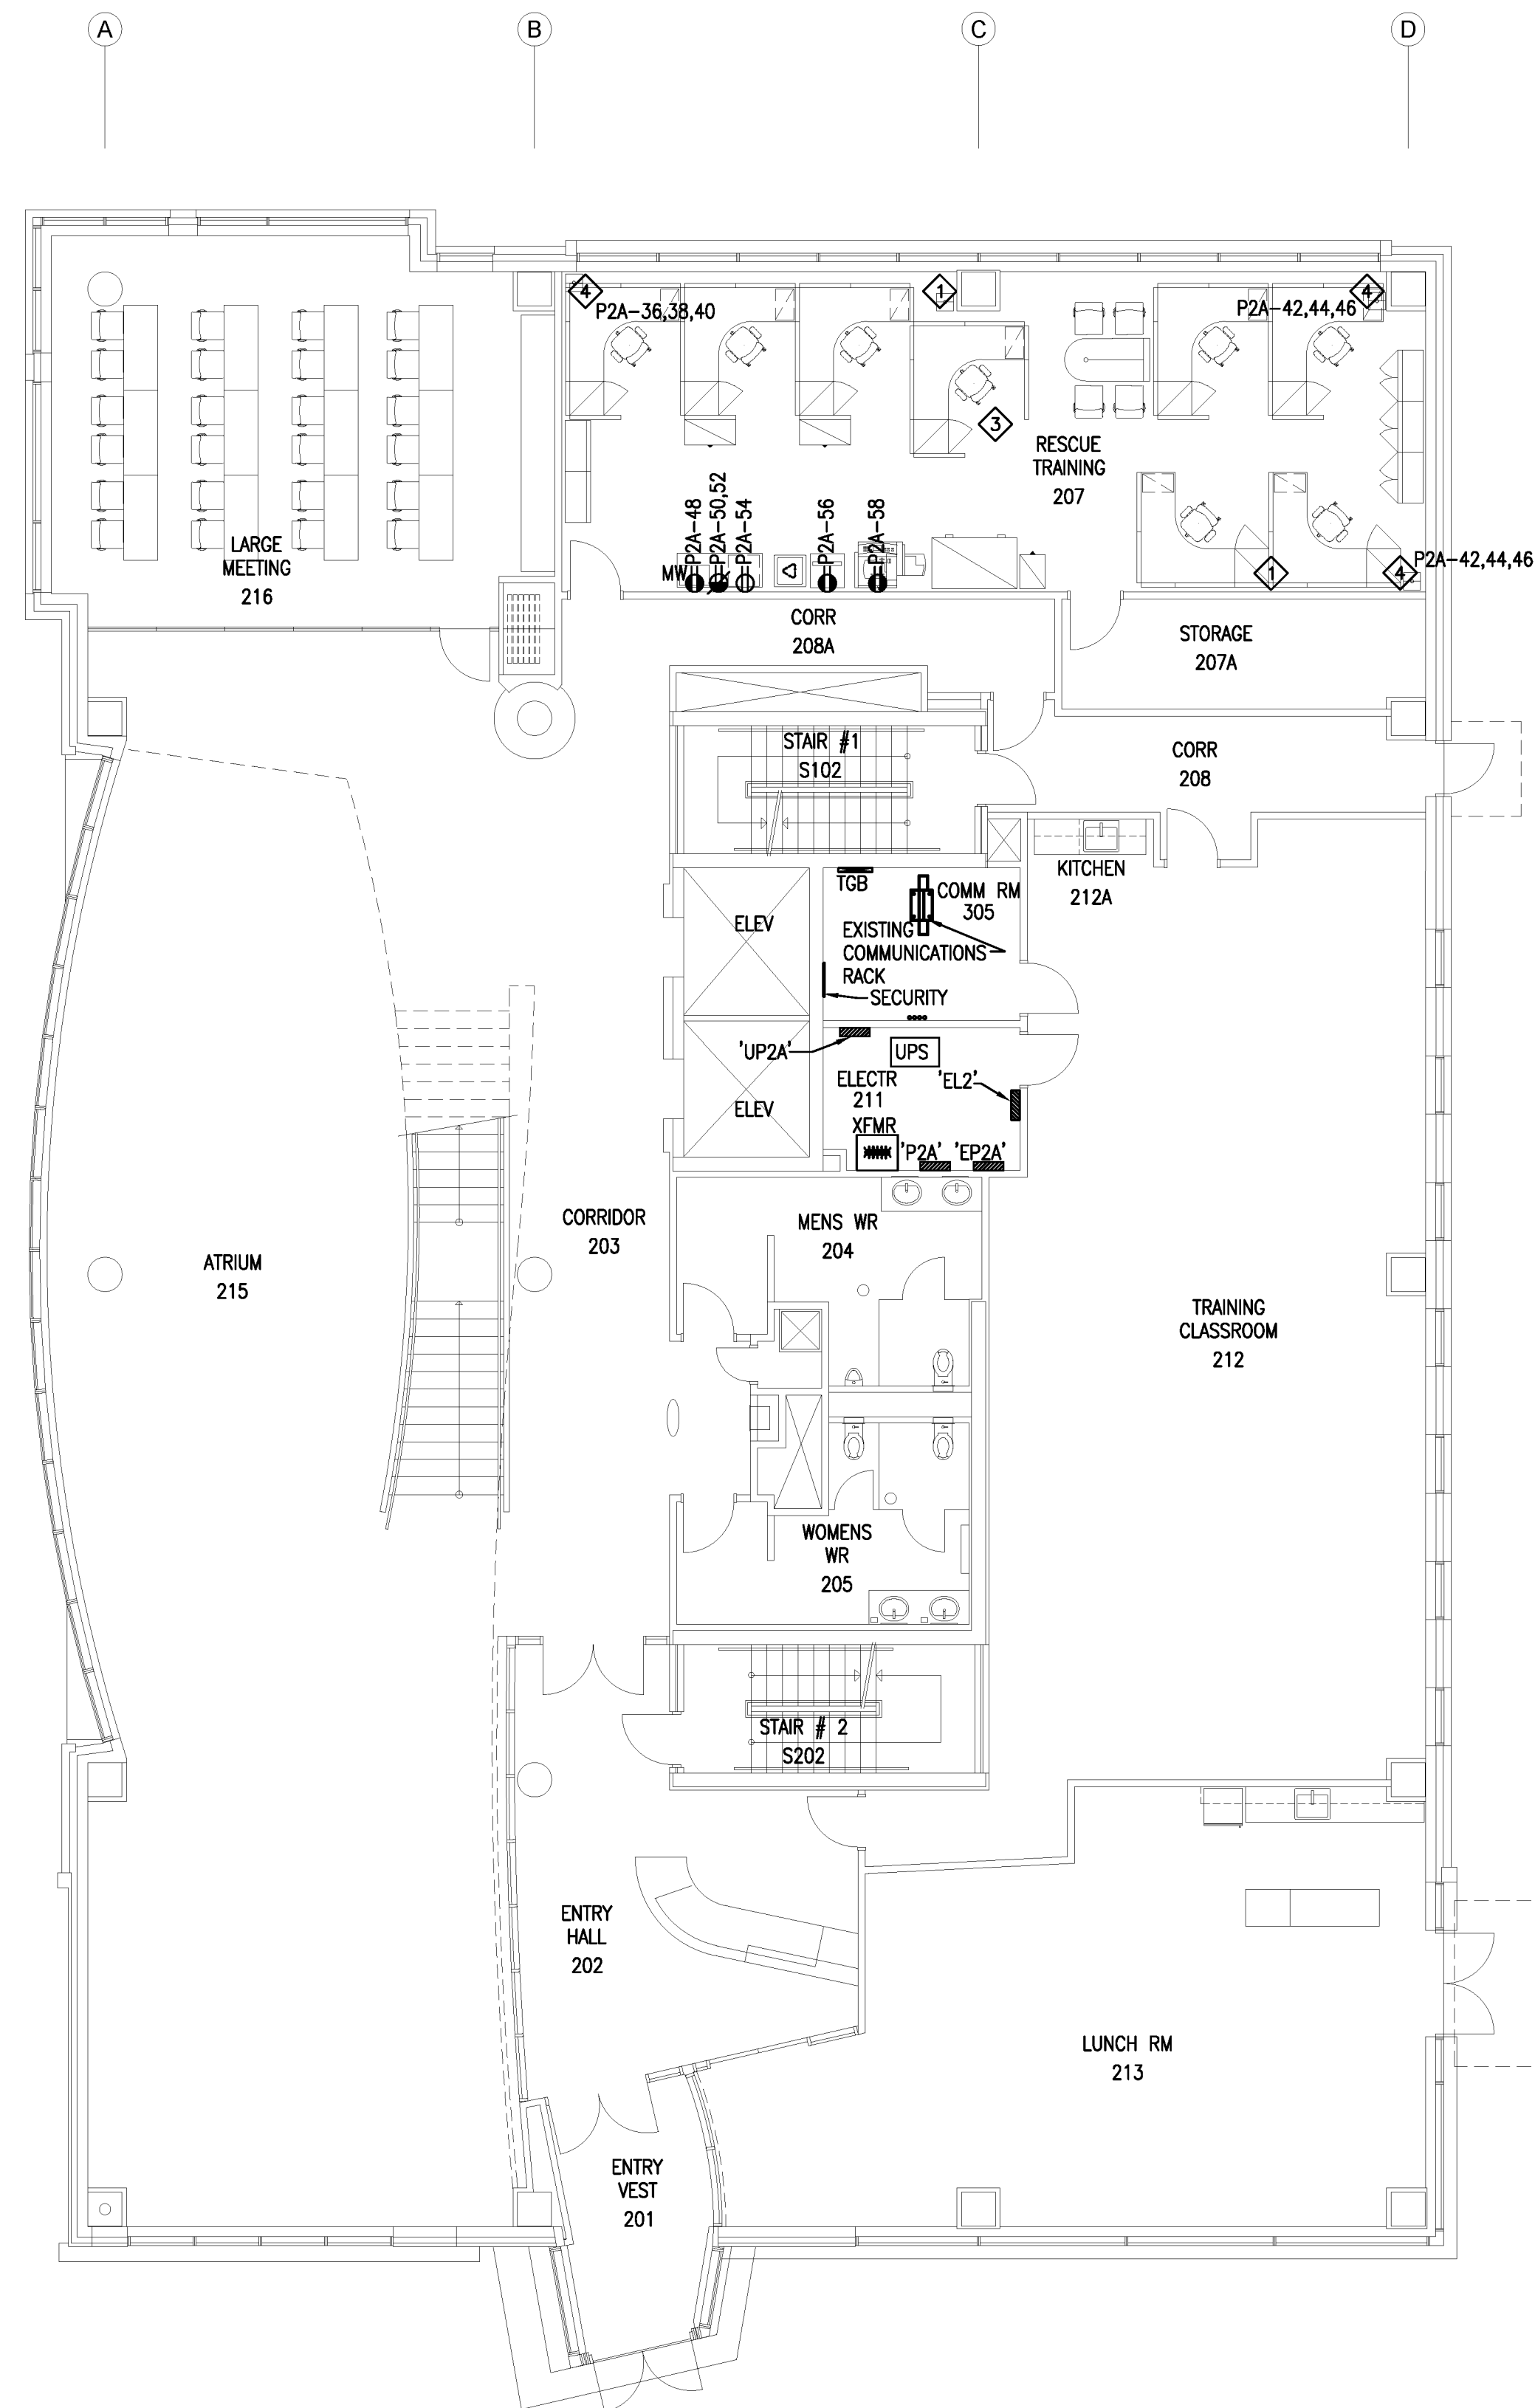 A
B
C
D
4
P2A-36,38,40
1
P2A-42,44,46
4
3
RESCUE
TRAINING
207
LARGE
MEETING
216
MW
P2A-48
P2A-50,52
P2A-54
P2A-56
P2A-58
1
4
P2A-42,44,46
CORR
208A
STORAGE
207A
STAIR #1
S102
CORR
208
KITCHEN
212A
TGB
COMM RM
305
ELEV
EXISTING
COMMUNICATIONS
RACK
SECURITY
'UP2A'
UPS
ELECTR
211
'EL2'
ELEV
XFMR
'P2A'
'EP2A'
CORRIDOR
203
MENS WR
204
ATRIUM
215
TRAINING
CLASSROOM
212
WOMENS
WR
205
STAIR # 2
S202
ENTRY
HALL
202
LUNCH RM
213
ENTRY
VEST
201